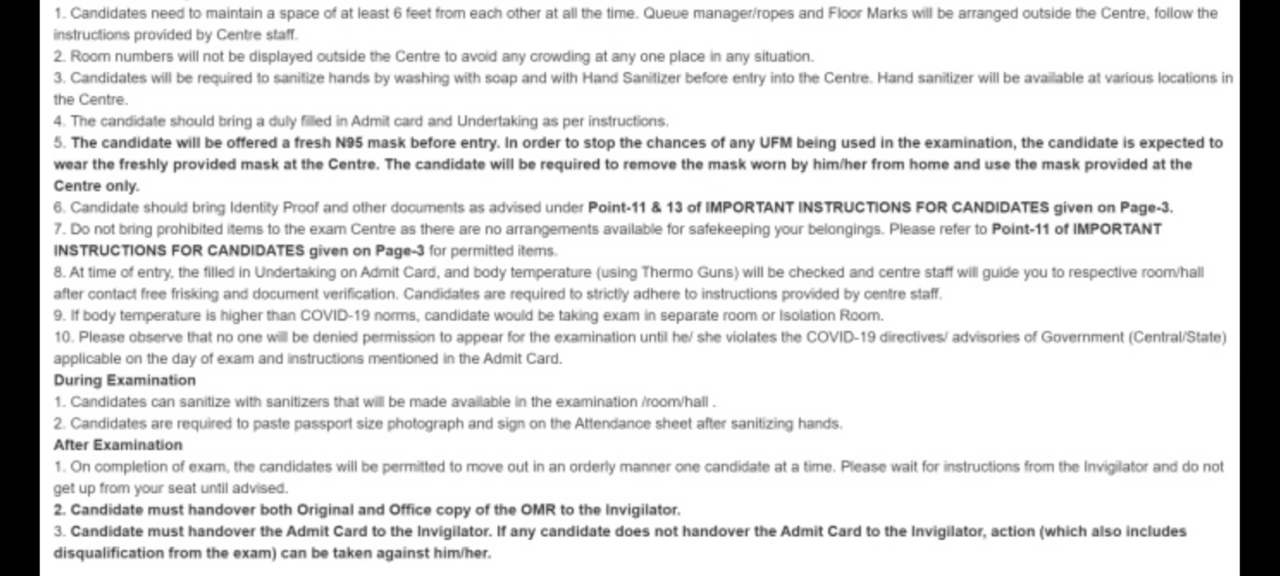 1. Candidates need to maintain a space of at least 6 feet from each other at all the time. Queue manager/ropes and Floor Marks will be arranged outside the Centre, follow the
instructions provided by Centre staff.
2. Room numbers will not be displayed outside the Centre to avoid any crowding at any one place in any situation.
3. Candidates will be required to sanitize hands by washing with soap and with Hand Sanitizer before entry into the Centre. Hand sanitizer will be available at various locations in
the Centre.
4. The candidate should bring a duly filled in Admit card and Undertaking as per instructions.
5. The candidate will be offered a fresh N95 mask before entry. In order to stop the chances of any UFM being used in the examination, the candidate is expected to
wear the freshly provided mask at the Centre. The candidate will be required to remove the mask worn by him/her from home and use the mask provided at the
Centre only.
6. Candidate should bring Identity Proof and other documents as advised under Point-11 & 13 of IMPORTANT INSTRUCTIONS FOR CANDIDATES given on Page-3.
7. Do not bring prohibited items to the exam Centre as there are no arrangements available for safekeeping your belongings. Please refer to Point-11 of IMPORTANT
INSTRUCTIONS FOR CANDIDATES given on Page-3 for permitted items.
8. At time of entry, the filled in Undertaking on Admit Card, and body temperature (using Thermo Guns) will be checked and centre staff will guide you to respective room/hall
after contact free frisking and document verification. Candidates are required to strictly adhere to instructions provided by centre staff.
9. If body temperature is higher than COVID-19 norms, candidate would be taking exam in separate room or Isolation Room.
10. Please observe that no one will be denied permission to appear for the examination until he/ she violates the COVID-19 directives/ advisories of Government (Central/State)
applicable on the day of exam and instructions mentioned in the Admit Card.
During Examination
1. Candidates can sanitize with sanitizers that will be made available in the examination /room/hall .
2. Candidates are required to paste passport size photograph and sign on the Attendance sheet after sanitizing hands.
After Examination
1. On completion of exam, the candidates will be permitted to move out in an orderly manner one candidate at a time. Please wait for instructions from the Invigilator and do not
get up from your seat until advised.
2. Candidate must handover both Original and Office copy of the OMR to the Invigilator.
3. Candidate must handover the Admit Card to the Invigilator. If any candidate does not handover the Admit Card to the Invigilator, action (which also includes
disqualification from the exam) can be taken against him/her.